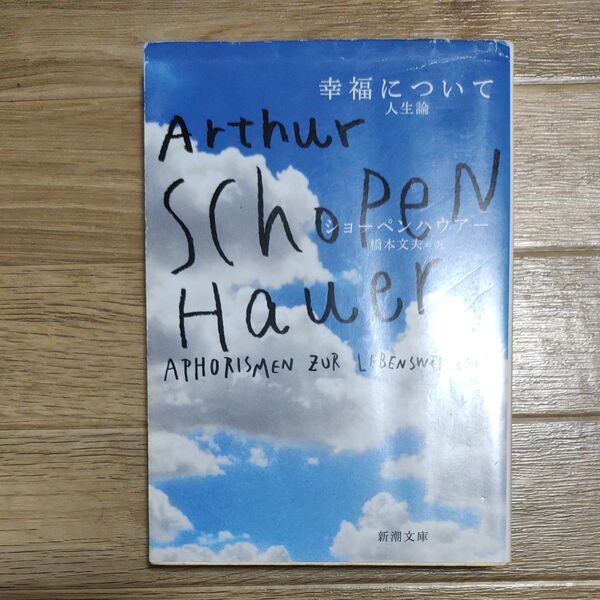 幸福について
人生論
Arthur
SCHOPEN
ショーペンハウアー
橋本文夫 訳
Hauer
APHORISMEN ZUR
新潮文庫